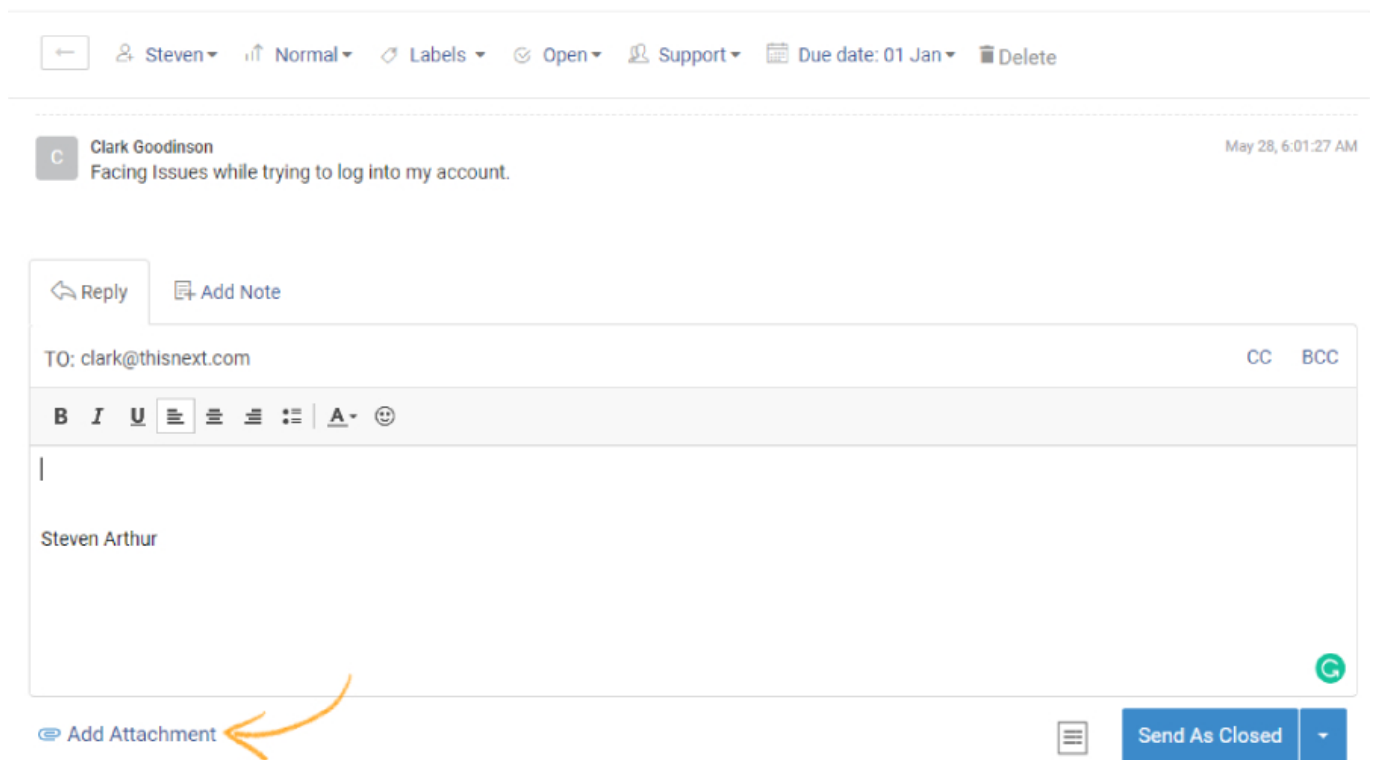 Steven Normal Labels Open Support Due date: 01 Jan Delete
C
Clark Goodinson May 28, 6:01:27 AM
Facing Issues while trying to log into my account.
Reply Add Note
TO: clark@thisnext.com CC BCC
B I U A
Steven Arthur
Add Attachment Send As Closed